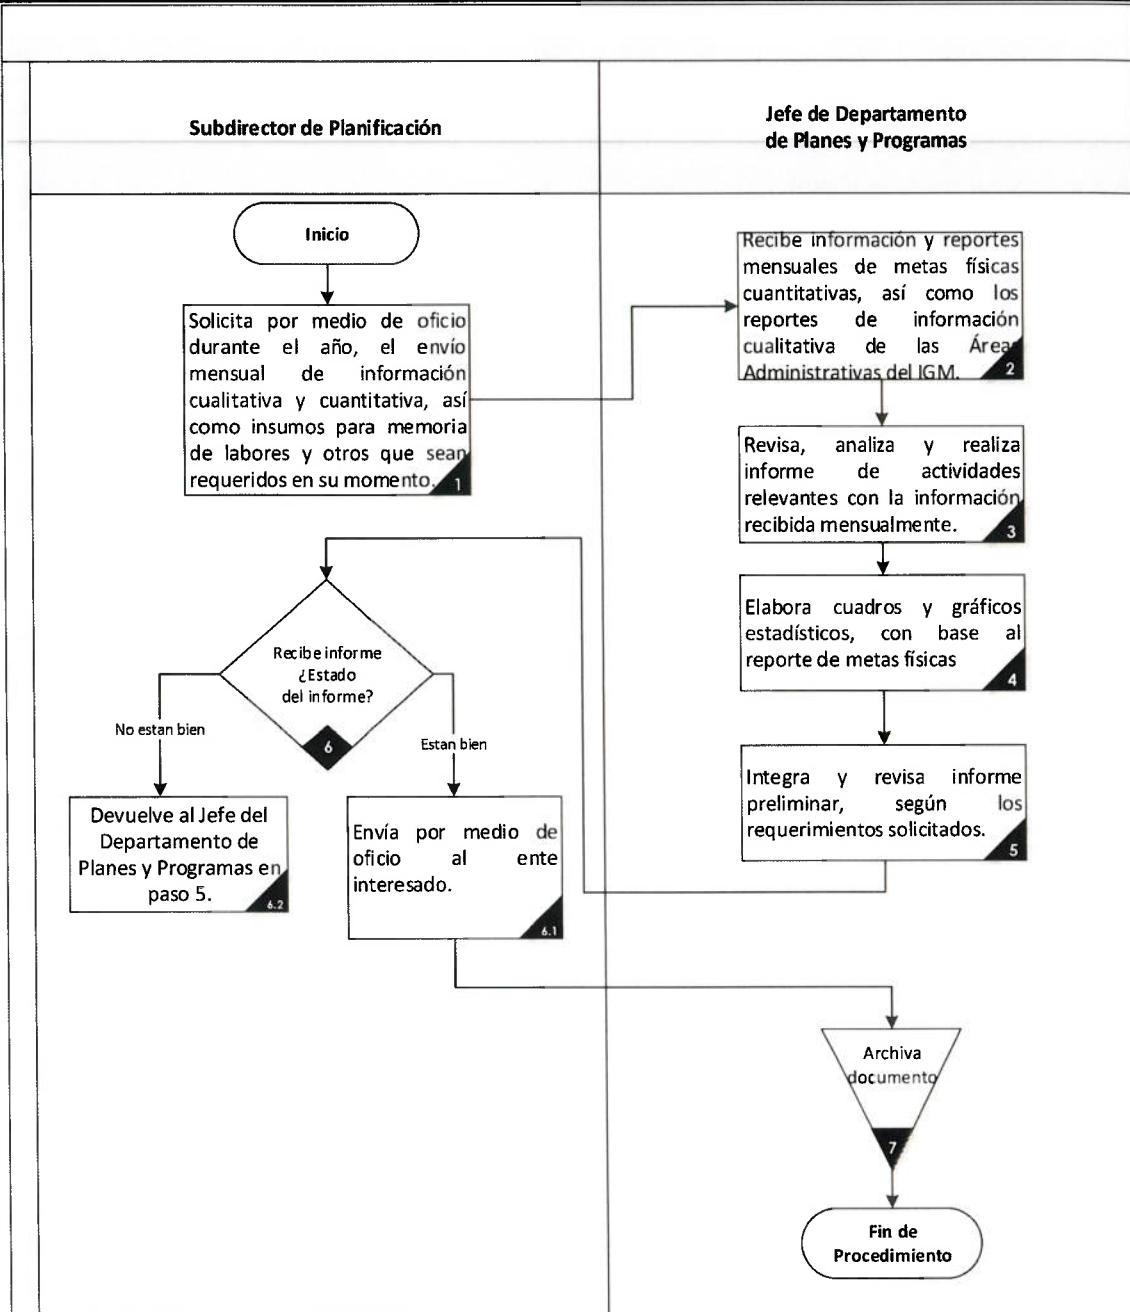 Subdirector de Planificación
Jefe de Departamento
de Planes y Programas
Inicio
Solicita por medio de oficio
durante el año, el envío
mensual de información
cualitativa y cuantitativa, así
como insumos para memoria
de labores y otros que sean
requeridos en su momento.
1
Recibe información y reportes
mensuales de metas físicas
cuantitativas, así como los
reportes de información
cualitativa de las Áreas
Administrativas del IGM.
2
Revisa, analiza y realiza
informe de actividades
relevantes con la información
recibida mensualmente.
3
Elabora cuadros y gráficos
estadísticos, con base al
reporte de metas físicas
4
Integra y revisa informe
preliminar, según los
requerimientos solicitados.
5
Recibe informe
¿Estado
del informe?
6
No estan bien
Estan bien
Devuelve al Jefe del
Departamento de
Planes y Programas en
paso 5.
6.2
Envía por medio de
oficio al ente
interesado.
6.1
Archiva
documento
7
Fin de
Procedimiento